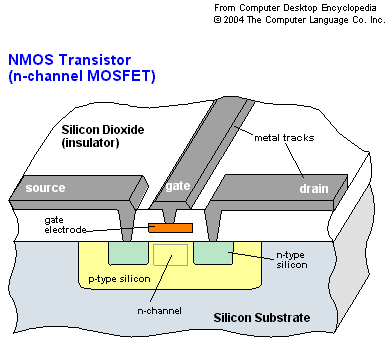 From Computer Desktop Encyclopedia
© 2004 The Computer Language Co. Inc.
NMOS Transistor
(n-channel MOSFET)
Silicon Dioxide
(insulator)
metal tracks
source
gate
drain
gate
electrode
n-type
silicon
p-type silicon
n-channel
Silicon Substrate